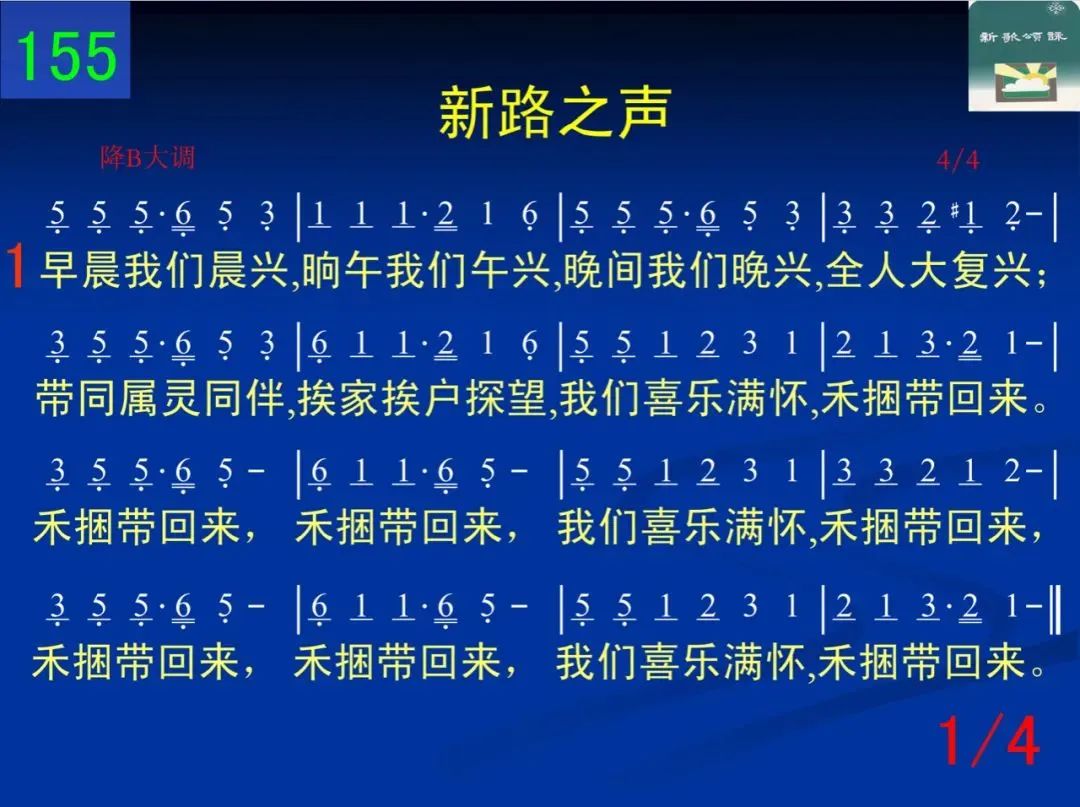 155
新歌颂咏
新路之声
降B大调 4/4
5̣ 5̣ 5̣·6̣ 5̣ 3̣ |1 1 1·2 1 6̣ |5̣ 5̣ 5̣·6̣ 5̣ 3̣ |3̣ 3̣ 2̣ #1̣ 2̣-|
1 早晨我们晨兴,晌午我们午兴,晚间我们晚兴,全人大复兴；
3̣ 5̣ 5̣·6̣ 5̣ 3̣ |6̣ 1 1·2 1 6̣ |5̣ 5̣ 1 2 3 1 |2 1 3·2 1-|
带同属灵同伴,挨家挨户探望,我们喜乐满怀,禾捆带回来。
3̣ 5̣ 5̣·6̣ 5̣ - |6̣ 1 1·6̣ 5̣ - |5̣ 5̣ 1 2 3 1 |3 3 2 1 2-|
禾捆带回来， 禾捆带回来， 我们喜乐满怀,禾捆带回来，
3̣ 5̣ 5̣·6̣ 5̣ - |6̣ 1 1·6̣ 5̣ - |5̣ 5̣ 1 2 3 1 |2 1 3·2 1-‖
禾捆带回来， 禾捆带回来， 我们喜乐满怀,禾捆带回来。
1/4